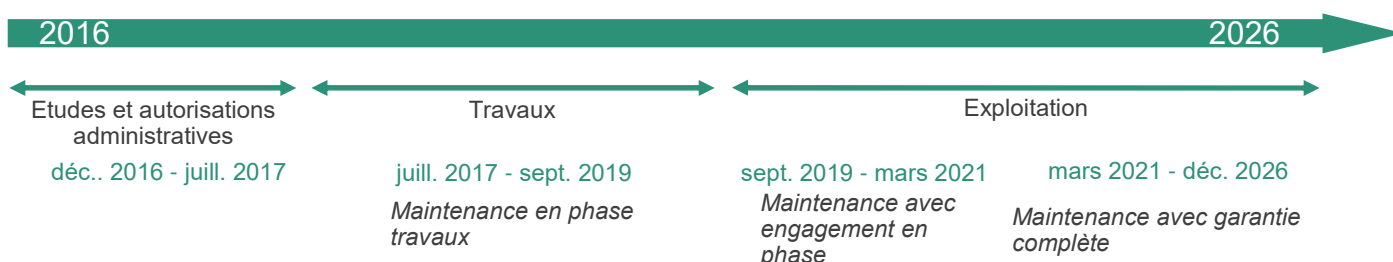 2016
2026
Etudes et autorisations
administratives
Travaux
Exploitation
déc.. 2016 - juill. 2017
juill. 2017 - sept. 2019
sept. 2019 - mars 2021
mars 2021 - déc. 2026
Maintenance en phase
travaux
Maintenance avec
engagement en
phase
Maintenance avec garantie
complète